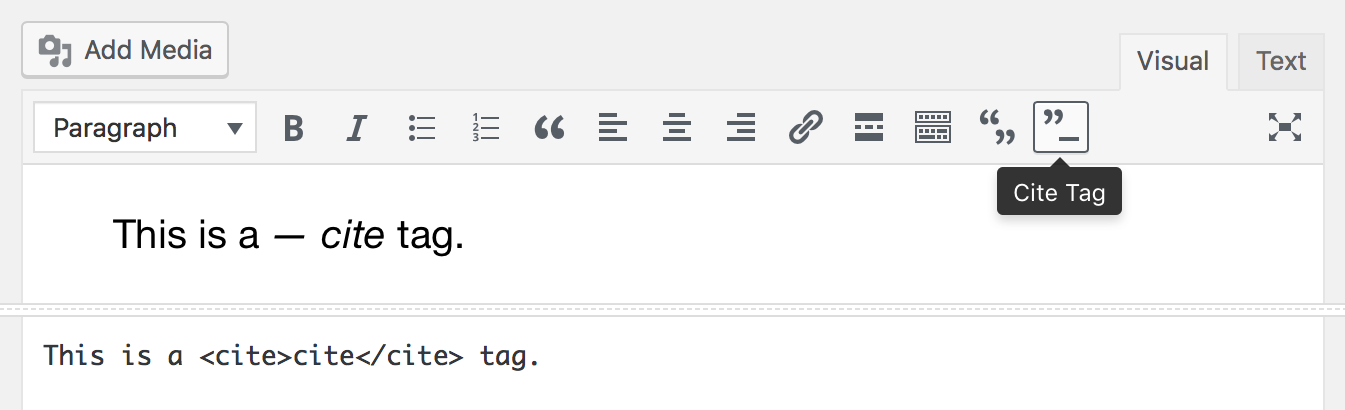 Add Media
Visual Text
Paragraph
Cite Tag
This is a — cite tag.
This is a <cite>cite</cite> tag.